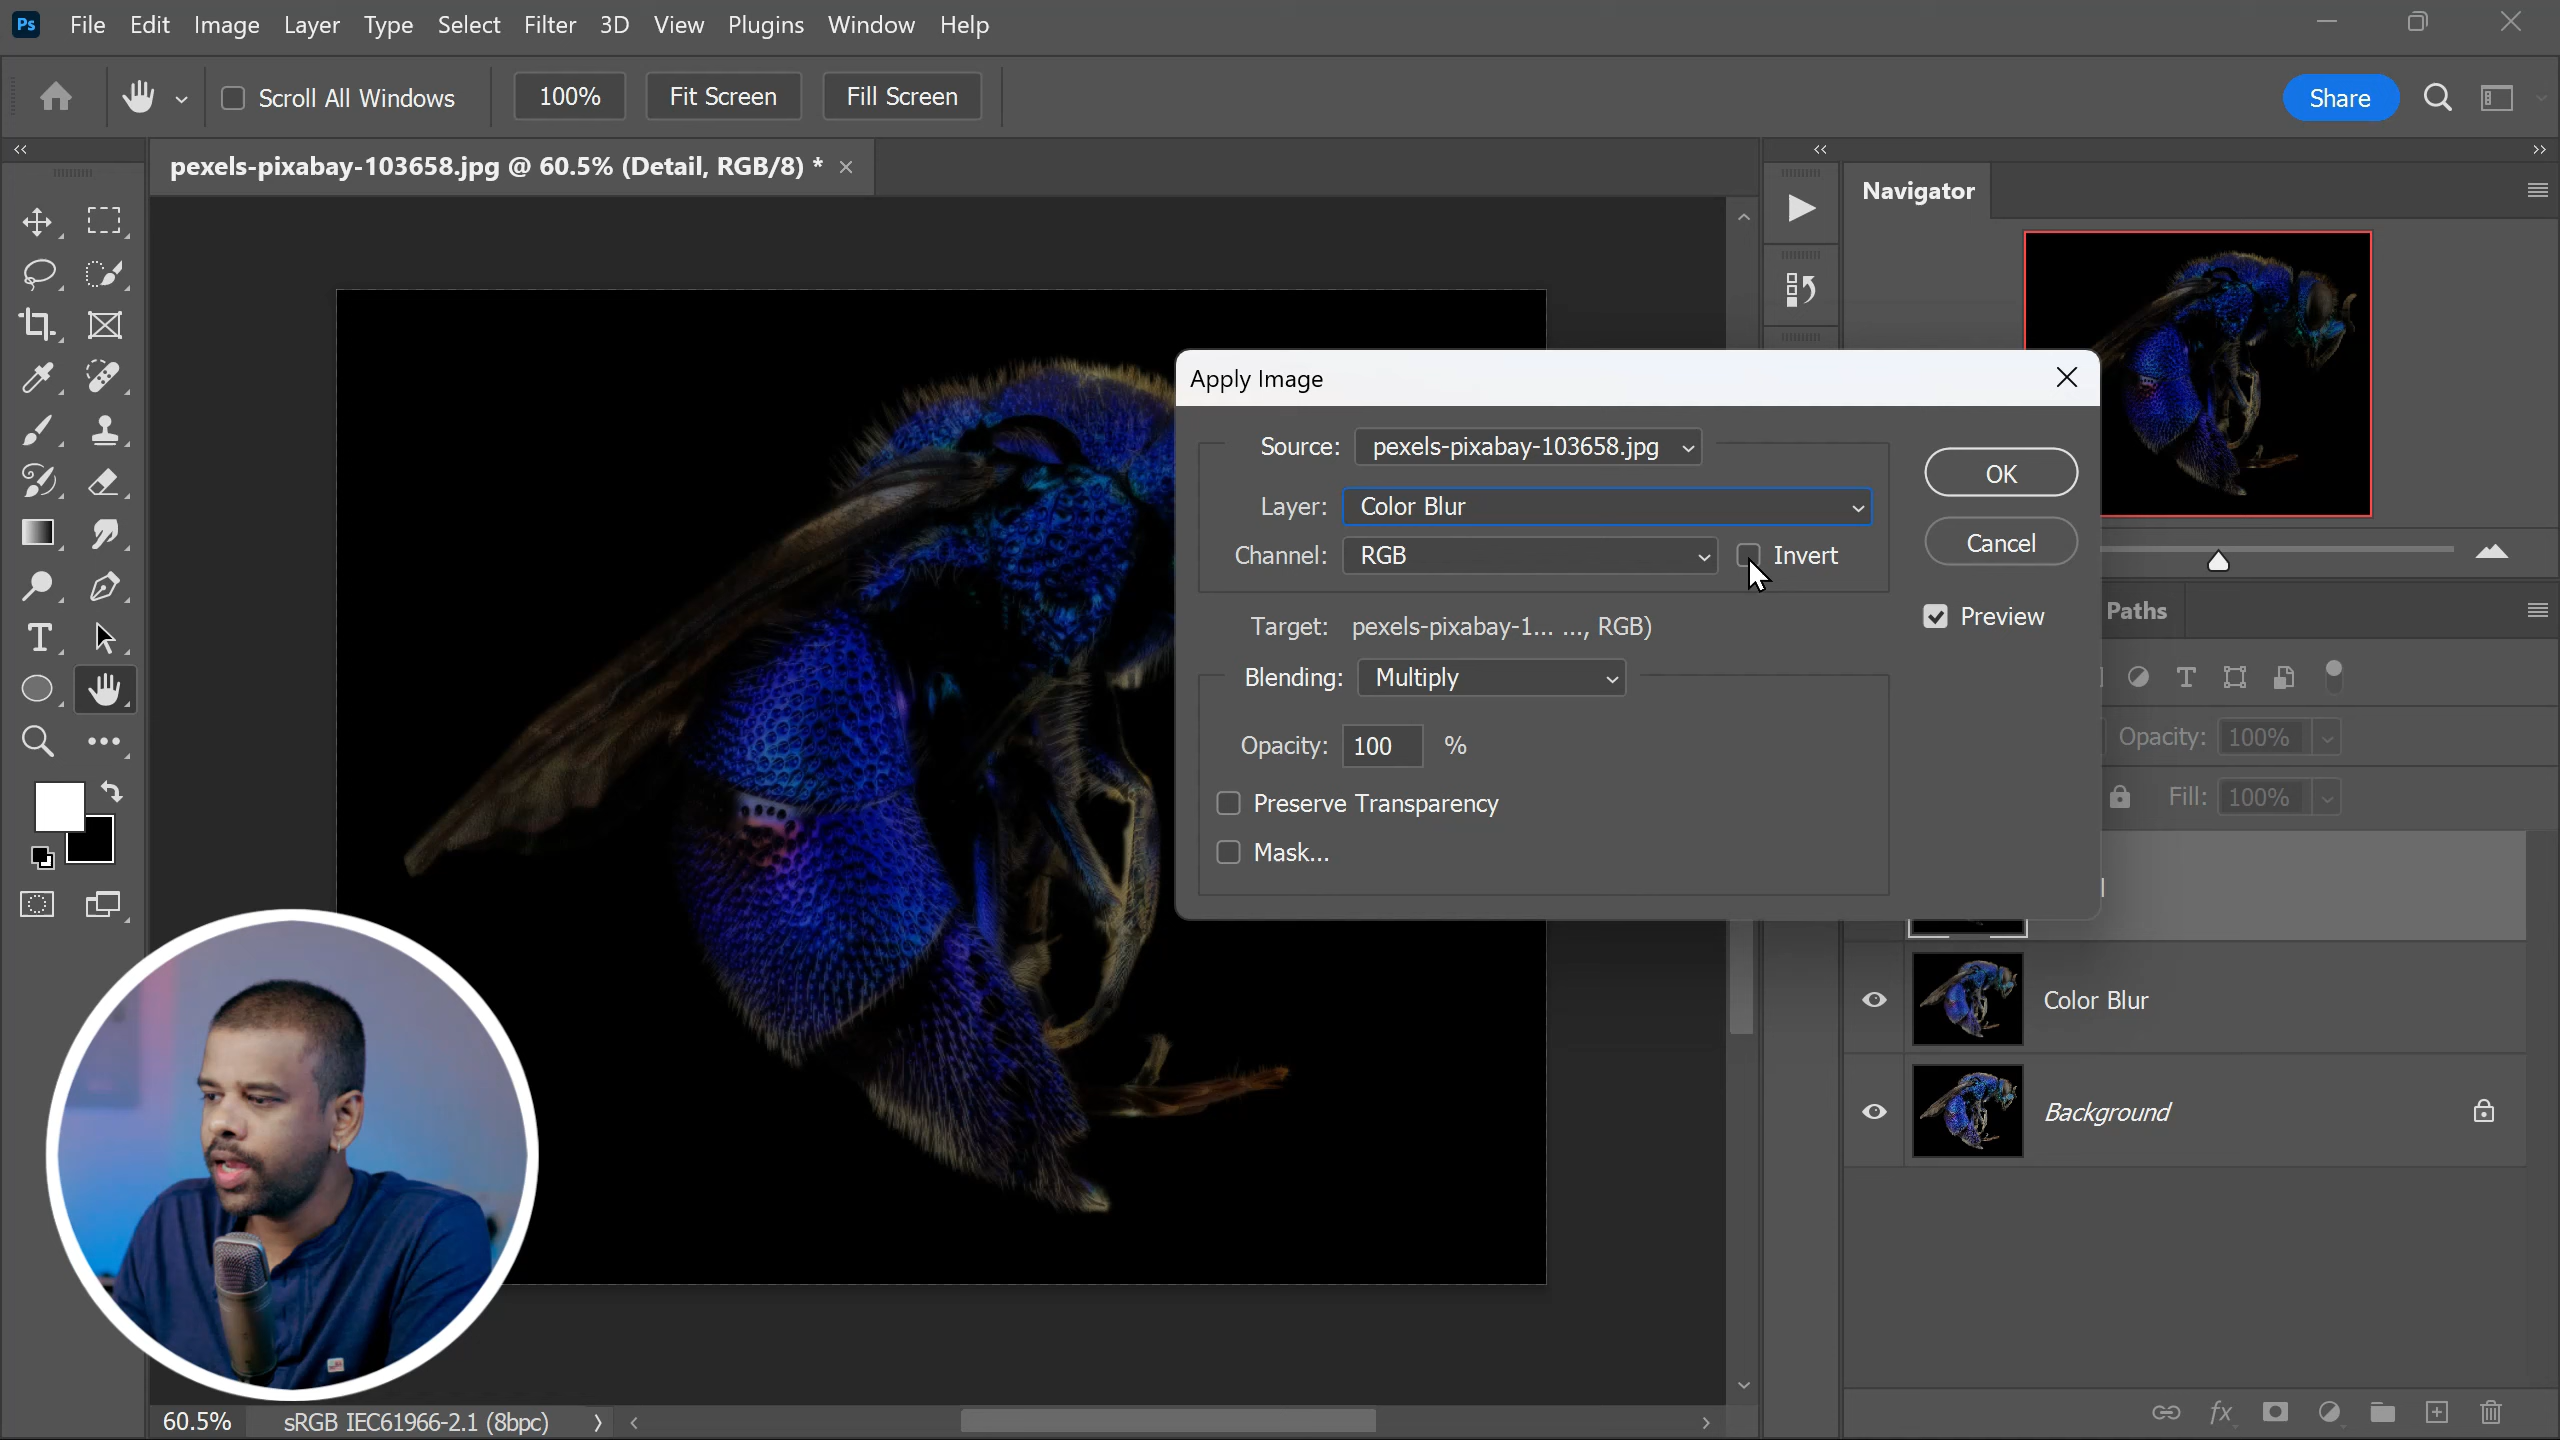 Ps File Edit Image Layer Type Select Filter 3D View Plugins Window Help
Scroll All Windows 100% Fit Screen Fill Screen Share
pexels-pixabay-103658.jpg @ 60.5% (Detail, RGB/8) *
Navigator
Apply Image
Source: pexels-pixabay-103658.jpg
OK
Layer: Color Blur
Channel: RGB Invert
Cancel
Target: pexels-pixabay-1... ..., RGB)
Preview
Paths
Blending: Multiply
Opacity: 100 %
Opacity: 100%
Preserve Transparency
Fill: 100%
Mask...
Color Blur
Background
60.5% sRGB IEC61966-2.1 (8bpc)
fx